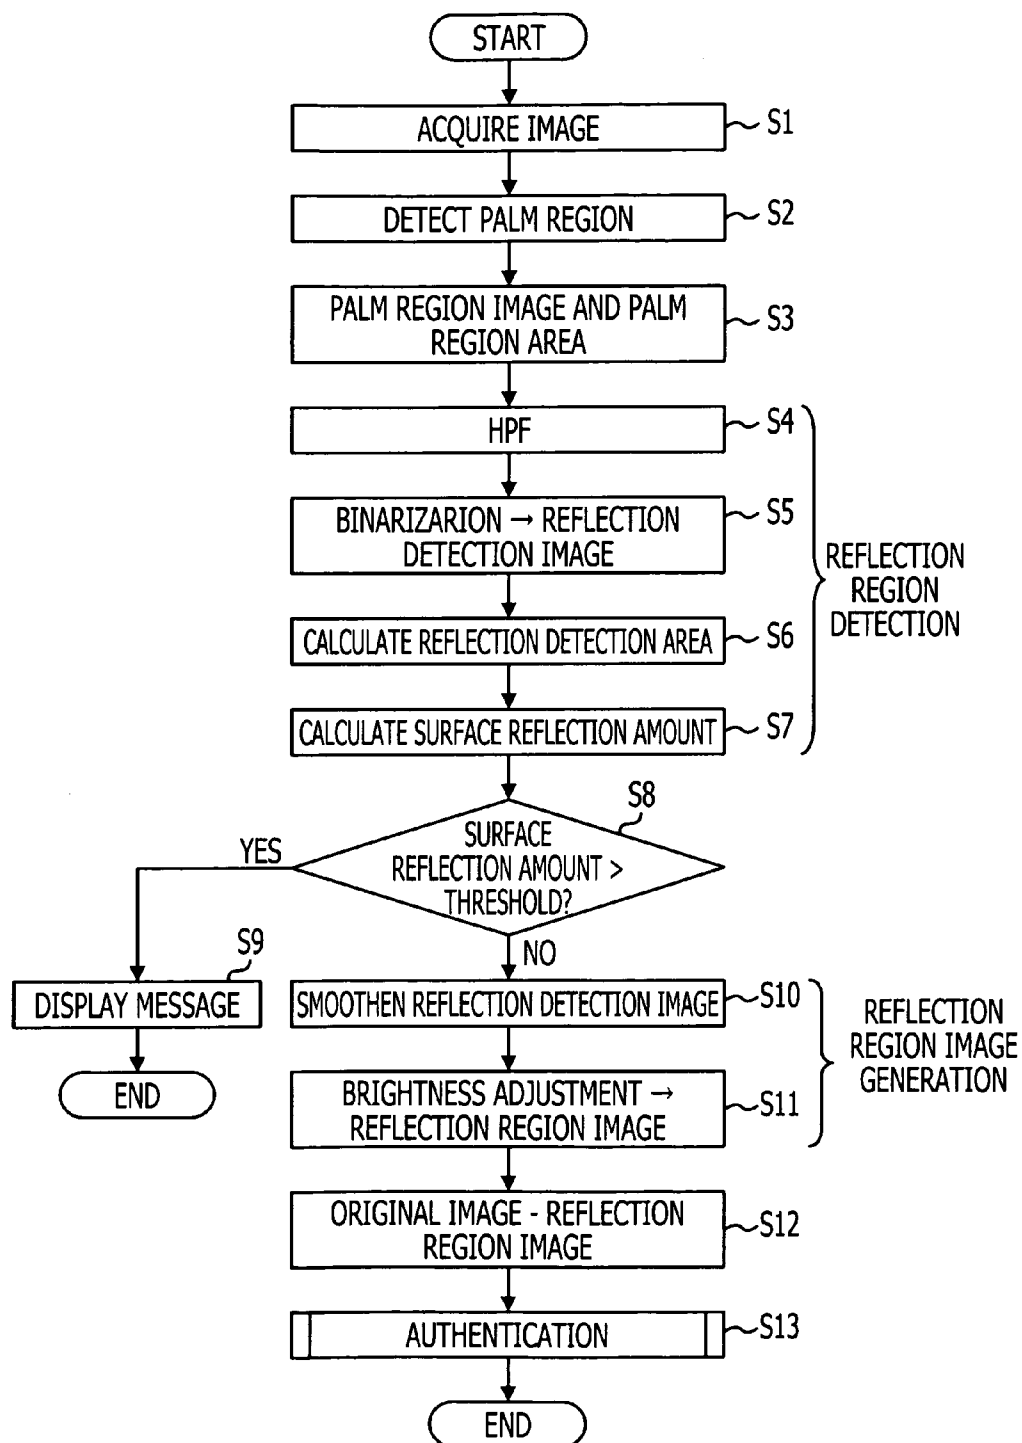 START
ACQUIRE IMAGE
S1
DETECT PALM REGION
S2
PALM REGION IMAGE AND PALM
REGION AREA
S3
HPF
S4
BINARIZARION → REFLECTION
DETECTION IMAGE
S5
CALCULATE REFLECTION DETECTION AREA
S6
CALCULATE SURFACE REFLECTION AMOUNT
S7
REFLECTION
REGION
DETECTION
SURFACE
REFLECTION AMOUNT >
THRESHOLD?
S8
YES
NO
DISPLAY MESSAGE
S9
END
SMOOTHEN REFLECTION DETECTION IMAGE
S10
BRIGHTNESS ADJUSTMENT →
REFLECTION REGION IMAGE
S11
REFLECTION
REGION IMAGE
GENERATION
ORIGINAL IMAGE - REFLECTION
REGION IMAGE
S12
AUTHENTICATION
S13
END